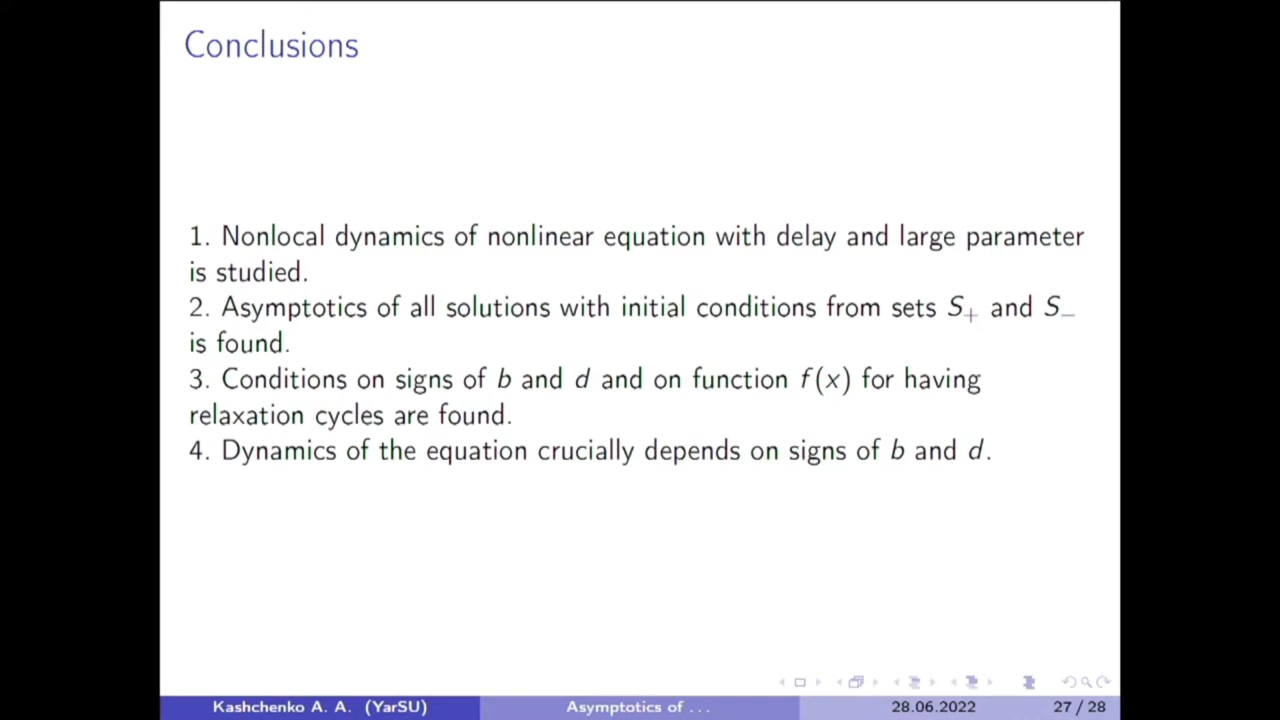 Conclusions
1. Nonlocal dynamics of nonlinear equation with delay and large parameter
is studied.
2. Asymptotics of all solutions with initial conditions from sets S₊ and S₋
is found.
3. Conditions on signs of b and d and on function f(x) for having
relaxation cycles are found.
4. Dynamics of the equation crucially depends on signs of b and d.
Kashchenko A. A. (YarSU) Asymptotics of ... 28.06.2022 27 / 28